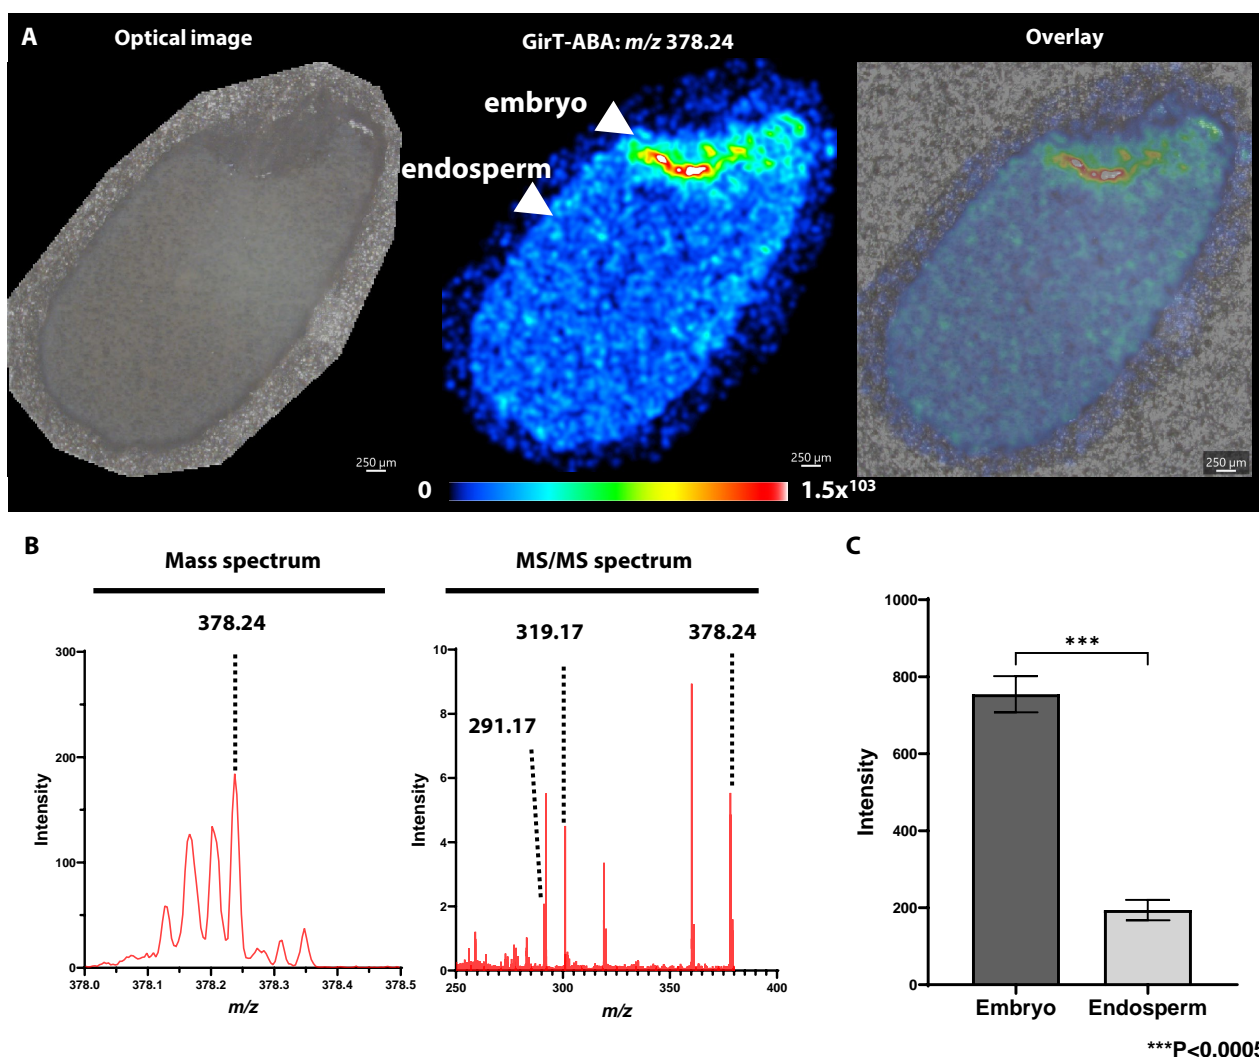 A
Optical image
GirT-ABA: m/z 378.24
Overlay
embryo
endosperm
250 µm
250 µm
250 µm
0
1.5x¹⁰³
B
Mass spectrum
MS/MS spectrum
378.24
319.17
378.24
291.17
300
200
100
0
Intensity
378.0
378.1
378.2
378.3
378.4
378.5
m/z
10
8
6
4
2
0
Intensity
250
300
350
400
m/z
C
1000
800
600
400
200
0
Intensity
***
Embryo
Endosperm
***P<0.0005